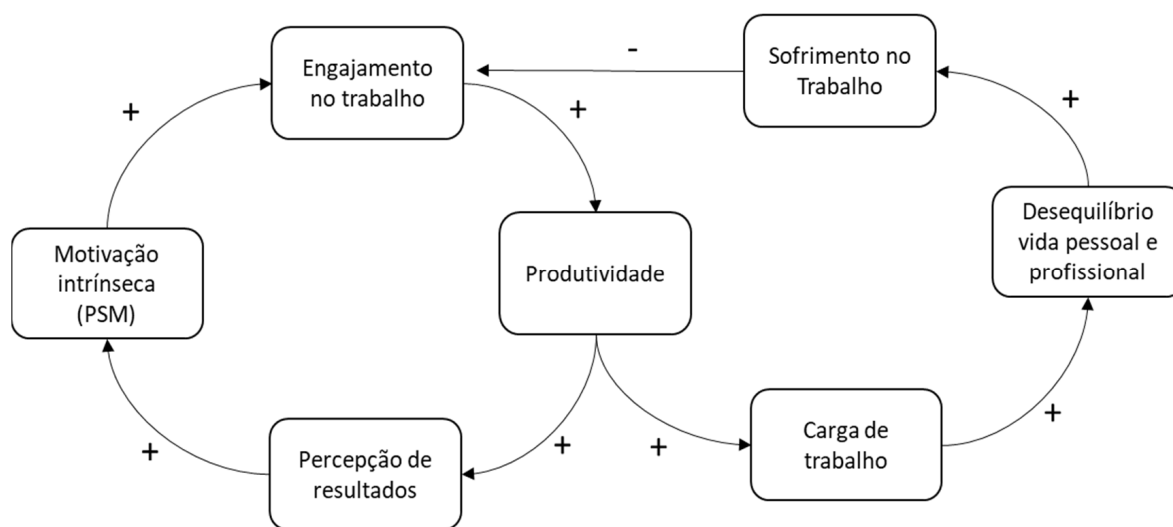 Engajamento
no trabalho
-
Sofrimento no
Trabalho
+
+
+
Motivação
intrínseca
(PSM)
Produtividade
Desequilíbrio
vida pessoal e
profissional
Percepção de
resultados
+
+
+
Carga de
trabalho
+